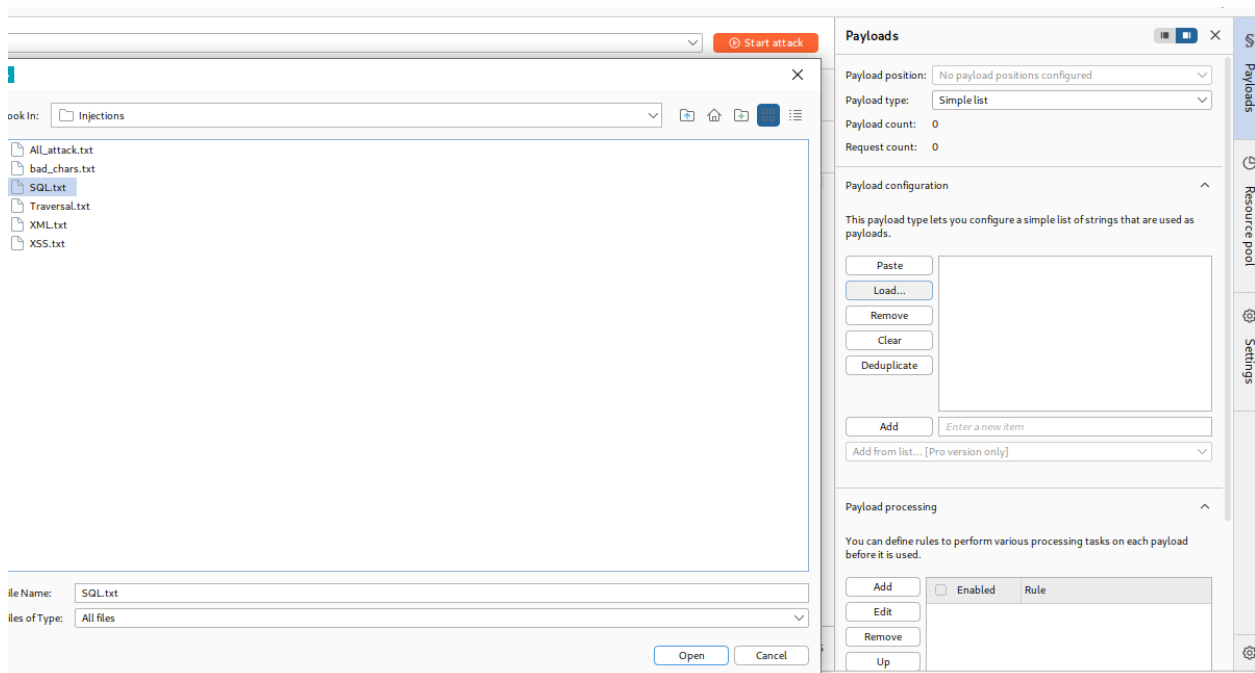 Start attack
ook In:
Injections
All_attack.txt
bad_chars.txt
SQL.txt
Traversal.txt
XML.txt
XSS.txt
ile Name:
SQL.txt
iles of Type:
All files
Open
Cancel
Payloads
Payload position:
No payload positions configured
Payload type:
Simple list
Payload count: 0
Request count: 0
Payload configuration
This payload type lets you configure a simple list of strings that are used as
payloads.
Paste
Load...
Remove
Clear
Deduplicate
Add
Enter a new item
Add from list... [Pro version only]
Payload processing
You can define rules to perform various processing tasks on each payload
before it is used.
Add
Enabled
Rule
Edit
Remove
Up
Payloads
Resource pool
Settings